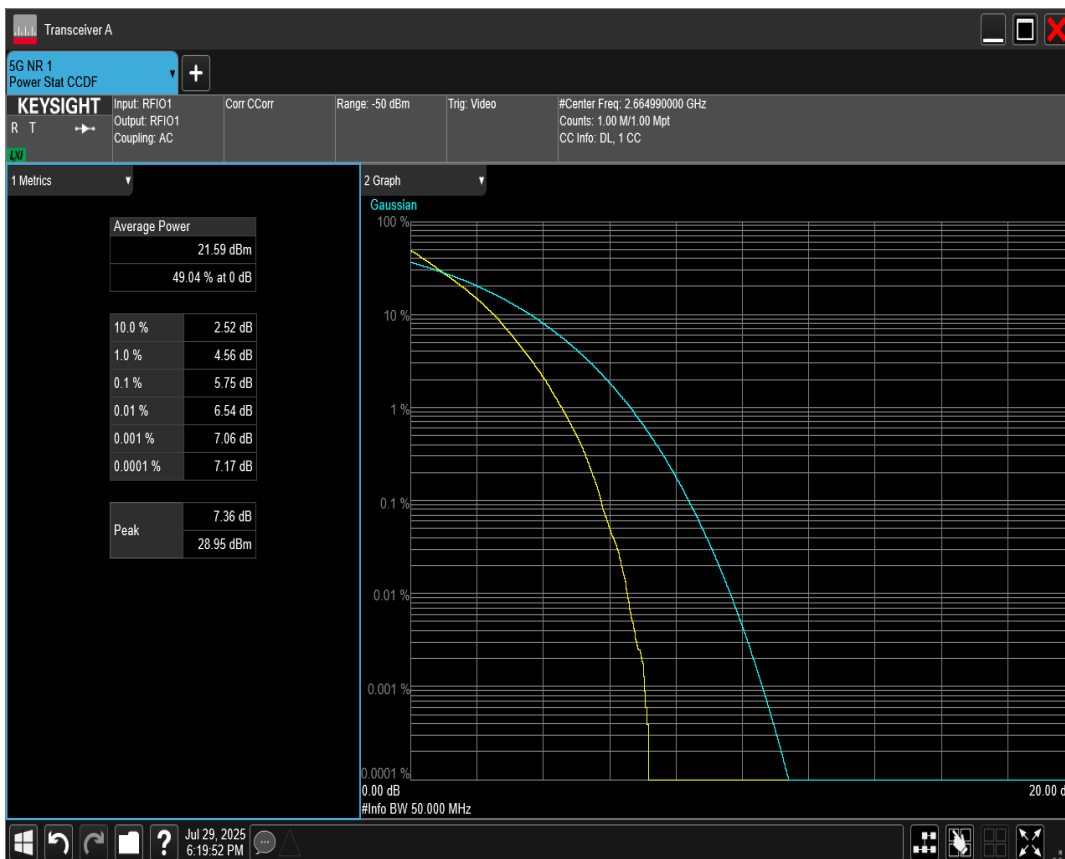 Transceiver A
5G NR 1
Power Stat CCDF
KEYSIGHT
R T
LXI
Input: RFIO1
Output: RFIO1
Coupling: AC
Corr CCorr
Range: -50 dBm
Trig: Video
#Center Freq: 2.664990000 GHz
Counts: 1.00 M/1.00 Mpt
CC Info: DL, 1 CC
1 Metrics
Average Power
21.59 dBm
49.04 % at 0 dB
10.0 % 2.52 dB
1.0 % 4.56 dB
0.1 % 5.75 dB
0.01 % 6.54 dB
0.001 % 7.06 dB
0.0001 % 7.17 dB
Peak
7.36 dB
28.95 dBm
2 Graph
Gaussian
100 %
10 %
1 %
0.1 %
0.01 %
0.001 %
0.0001 %
0.00 dB 20.00 d
#Info BW 50.000 MHz
?
Jul 29, 2025
6:19:52 PM